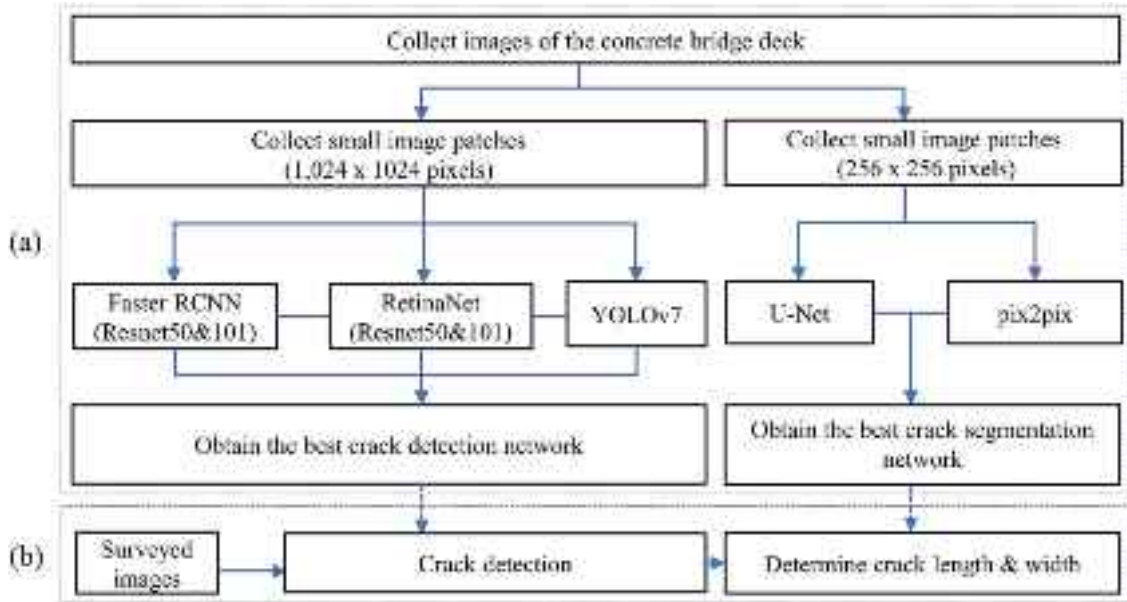 Collect images of the concrete bridge deck
Collect small image patches
(1,024 x 1024 pixels)
Collect small image patches
(256 x 256 pixels)
(a)
Faster RCNN
(Resnet50&101)
RetinaNet
(Resnet50&101)
YOLOv7
U-Net
pix2pix
Obtain the best crack detection network
Obtain the best crack segmentation
network
(b)
Surveyed
images
Crack detection
Determine crack length & width